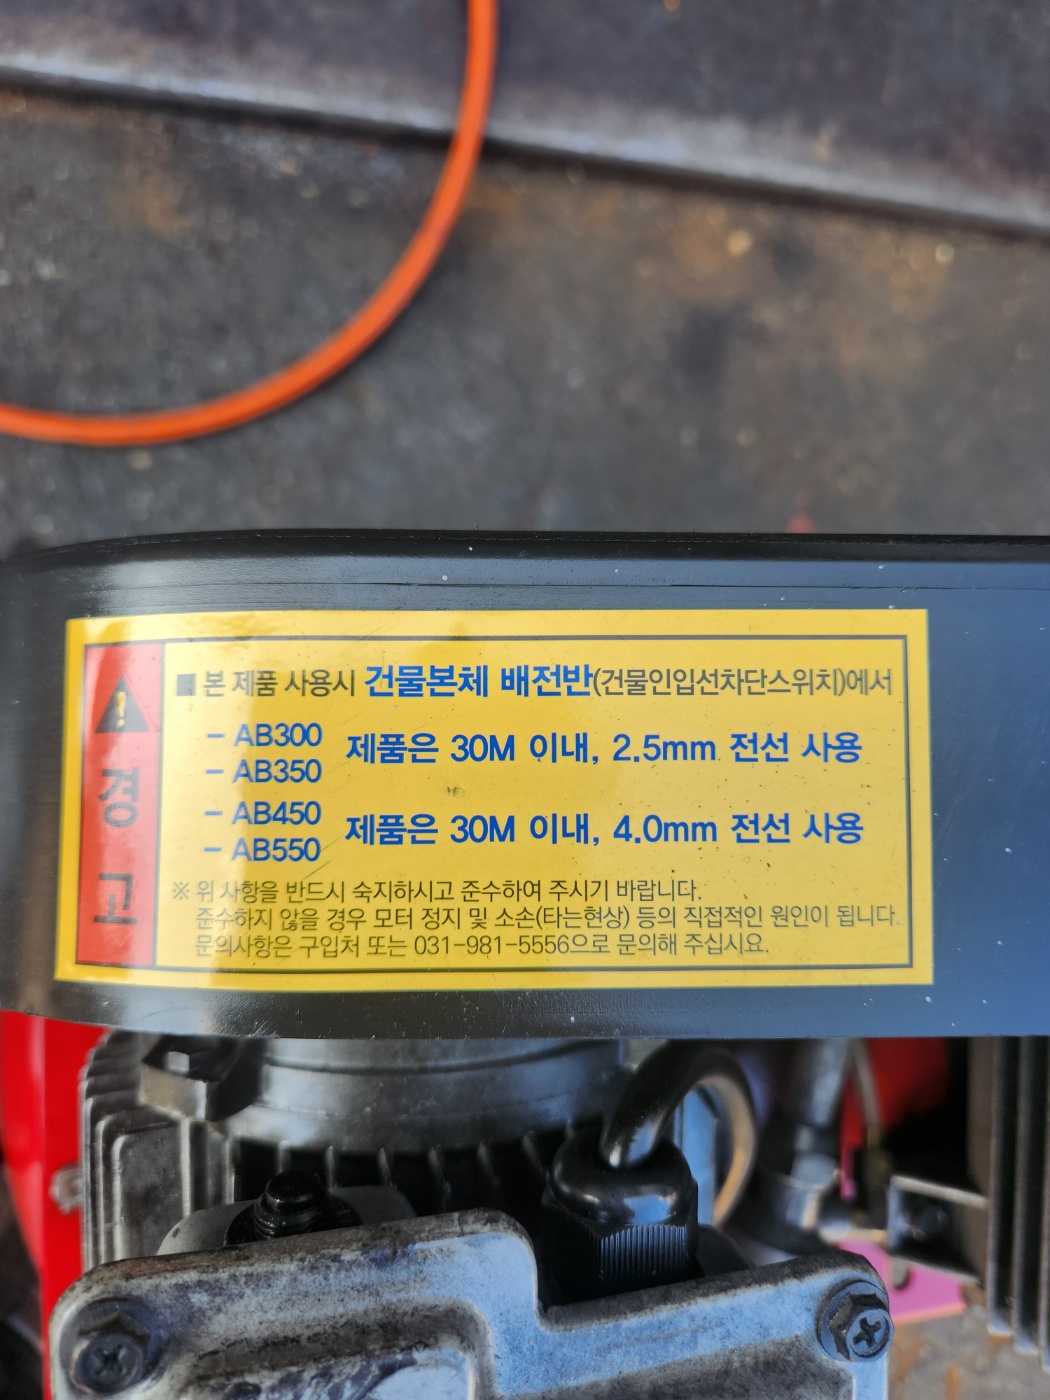 경고
■ 본 제품 사용시 건물본체 배전반(건물인입선차단스위치)에서
- AB300
- AB350
제품은 30M 이내, 2.5mm 전선 사용
- AB450
- AB550
제품은 30M 이내, 4.0mm 전선 사용
※ 위 사항을 반드시 숙지하시고 준수하여 주시기 바랍니다.
준수하지 않을 경우 모터 정지 및 소손(타는현상) 등의 직접적인 원인이 됩니다.
문의사항은 구입처 또는 031-981-5556으로 문의해 주십시요.